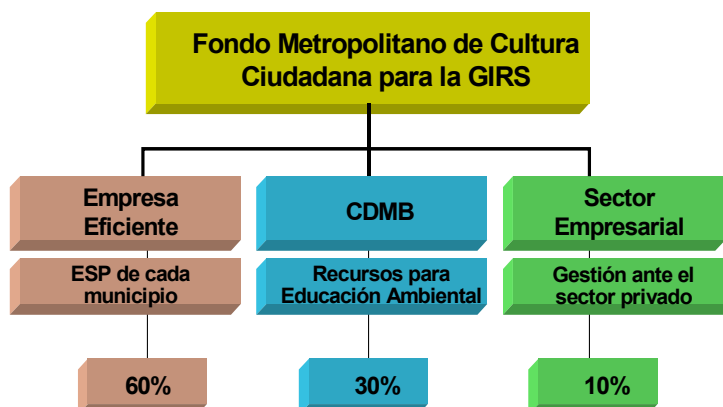 Fondo Metropolitano de Cultura
Ciudadana para la GIRS
Empresa
Eficiente
CDMB
Sector
Empresarial
ESP de cada
municipio
Recursos para
Educación Ambiental
Gestión ante el
sector privado
60%
30%
10%